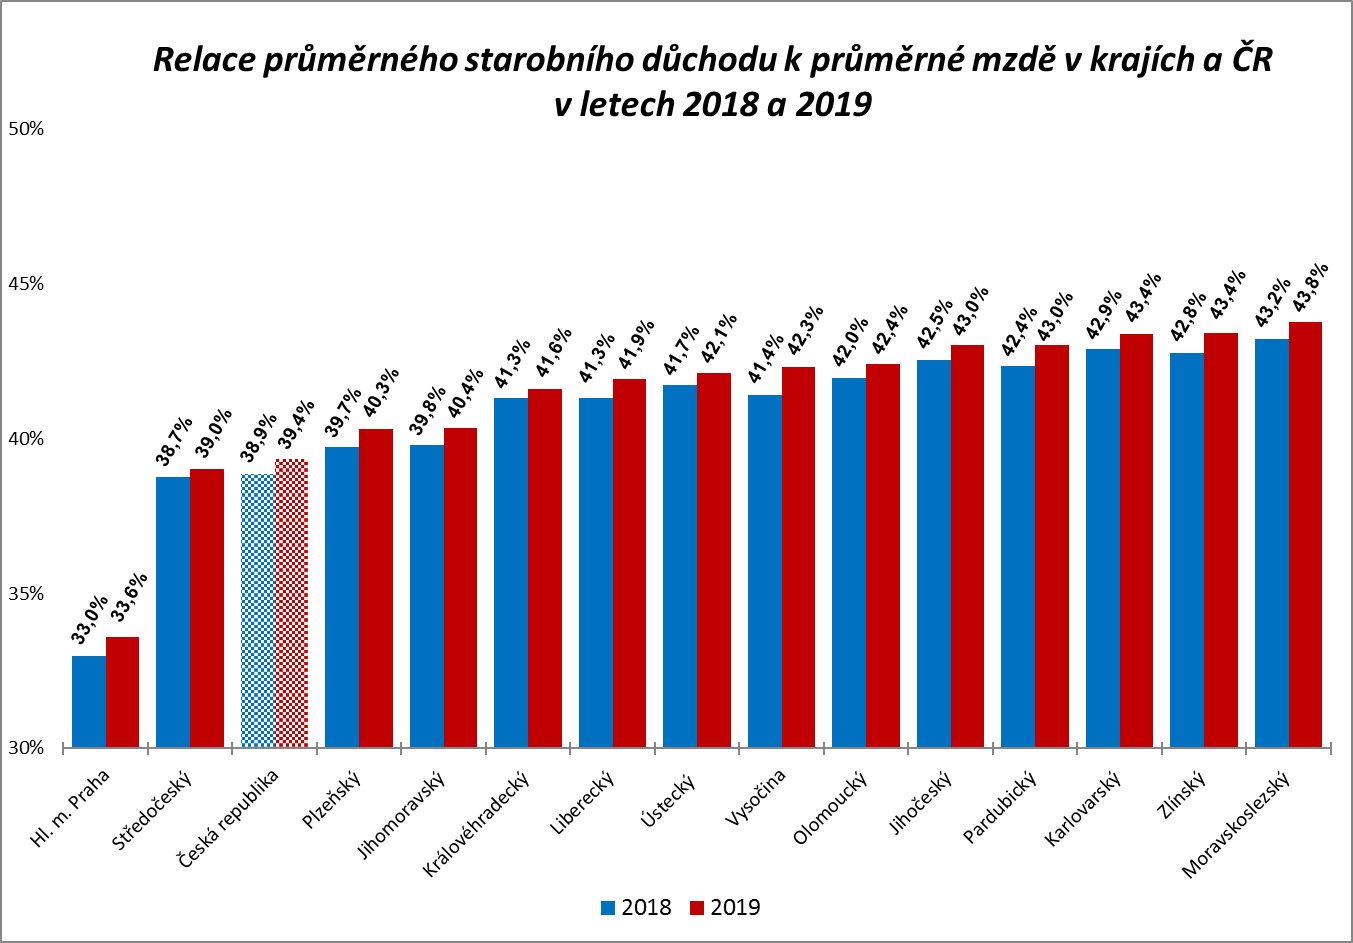 Relace průměrného starobního důchodu k průměrné mzdě v krajích a ČR
v letech 2018 a 2019
50%
45%
40%
35%
30%
33,0%
33,6%
38,7%
39,0%
38,9%
39,4%
39,7%
40,3%
39,8%
40,4%
41,3%
41,6%
41,3%
41,9%
41,7%
42,1%
41,4%
42,3%
42,0%
42,4%
42,5%
43,0%
42,4%
43,0%
42,9%
43,4%
42,8%
43,4%
43,2%
43,8%
Hl. m. Praha
Středočeský
Česká republika
Plzeňský
Jihomoravský
Královéhradecký
Liberecký
Ústecký
Vysočina
Olomoucký
Jihočeský
Pardubický
Karlovarský
Zlínský
Moravskoslezský
2018
2019